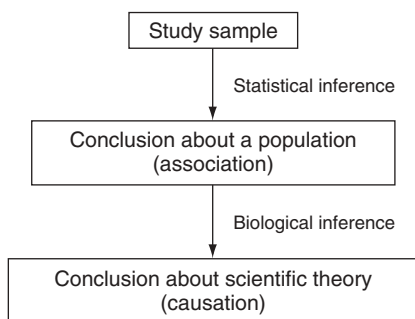 Study sample
Statistical inference
Conclusion about a population
(association)
Biological inference
Conclusion about scientific theory
(causation)